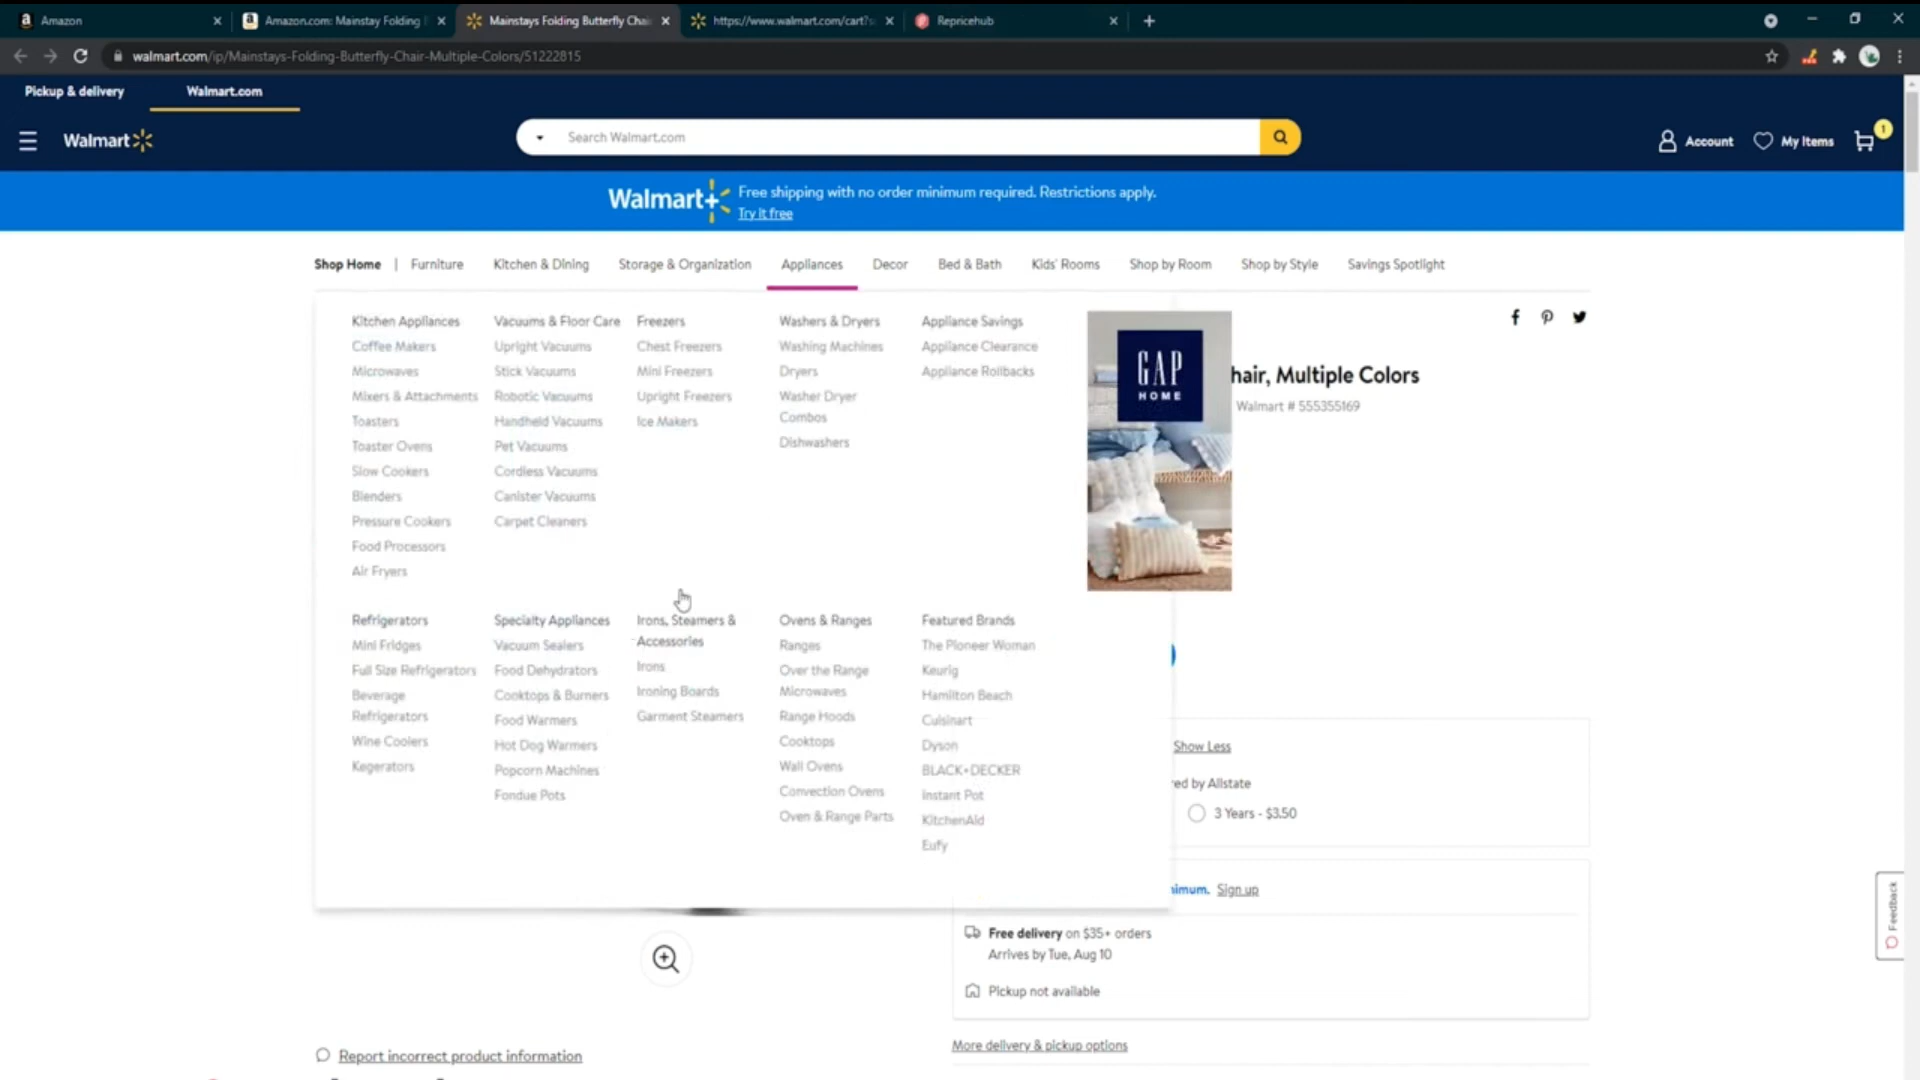 Amazon
Amazon.com: Mainstay Folding
Mainstays Folding Butterfly Chai
https://www.walmart.com/cart?s
Repricehub
walmart.com/ip/Mainstays-Folding-Butterfly-Chair-Multiple-Colors/51222815
Pickup & delivery
Walmart.com
Walmart
Search Walmart.com
Account
My Items
1
Walmart+
Free shipping with no order minimum required. Restrictions apply.
Try it free
Shop Home | Furniture Kitchen & Dining Storage & Organization Appliances Decor Bed & Bath Kids' Rooms Shop by Room Shop by Style Savings Spotlight
Kitchen Appliances
Coffee Makers
Microwaves
Mixers & Attachments
Toasters
Toaster Ovens
Slow Cookers
Blenders
Pressure Cookers
Food Processors
Air Fryers
Vacuums & Floor Care
Upright Vacuums
Stick Vacuums
Robotic Vacuums
Handheld Vacuums
Pet Vacuums
Cordless Vacuums
Canister Vacuums
Carpet Cleaners
Freezers
Chest Freezers
Mini Freezers
Upright Freezers
Ice Makers
Washers & Dryers
Washing Machines
Dryers
Washer Dryer
Combos
Dishwashers
Appliance Savings
Appliance Clearance
Appliance Rollbacks
GAP
HOME
hair, Multiple Colors
Walmart # 555355169
Refrigerators
Mini Fridges
Full Size Refrigerators
Beverage
Refrigerators
Wine Coolers
Kegerators
Specialty Appliances
Vacuum Sealers
Food Dehydrators
Cooktops & Burners
Food Warmers
Hot Dog Warmers
Popcorn Machines
Fondue Pots
Irons, Steamers &
Accessories
Irons
Ironing Boards
Garment Steamers
Ovens & Ranges
Ranges
Over the Range
Microwaves
Range Hoods
Cooktops
Wall Ovens
Convection Ovens
Oven & Range Parts
Featured Brands
The Pioneer Woman
Keurig
Hamilton Beach
Cuisinart
Dyson
BLACK+DECKER
Instant Pot
KitchenAid
Eufy
Show Less
red by Allstate
3 Years - $3.50
nimum. Sign up
Free delivery on $35+ orders
Arrives by Tue, Aug 10
Pickup not available
More delivery & pickup options
Feedback
Report incorrect product information